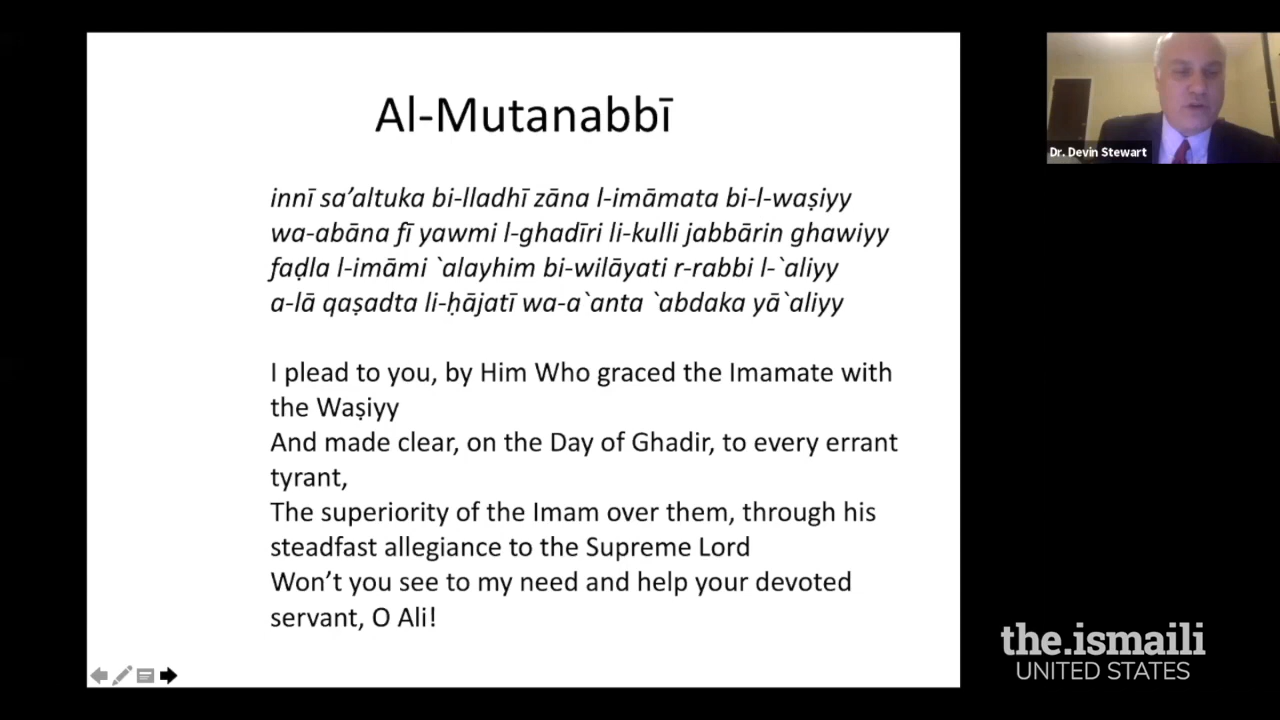 Al-Mutanabbī
innī sa’altuka bi-lladhī zāna l-imāmata bi-l-waṣiyy
wa-abāna fī yawmi l-ghadīri li-kulli jabbārin ghawiyy
faḍla l-imāmi `alayhim bi-wilāyati r-rabbi l-`aliyy
a-lā qaṣadta li-ḥājatī wa-a`anta `abdaka yā`aliyy
I plead to you, by Him Who graced the Imamate with
the Waṣiyy
And made clear, on the Day of Ghadir, to every errant
tyrant,
The superiority of the Imam over them, through his
steadfast allegiance to the Supreme Lord
Won’t you see to my need and help your devoted
servant, O Ali!
Dr. Devin Stewart
the.ismaili
UNITED STATES